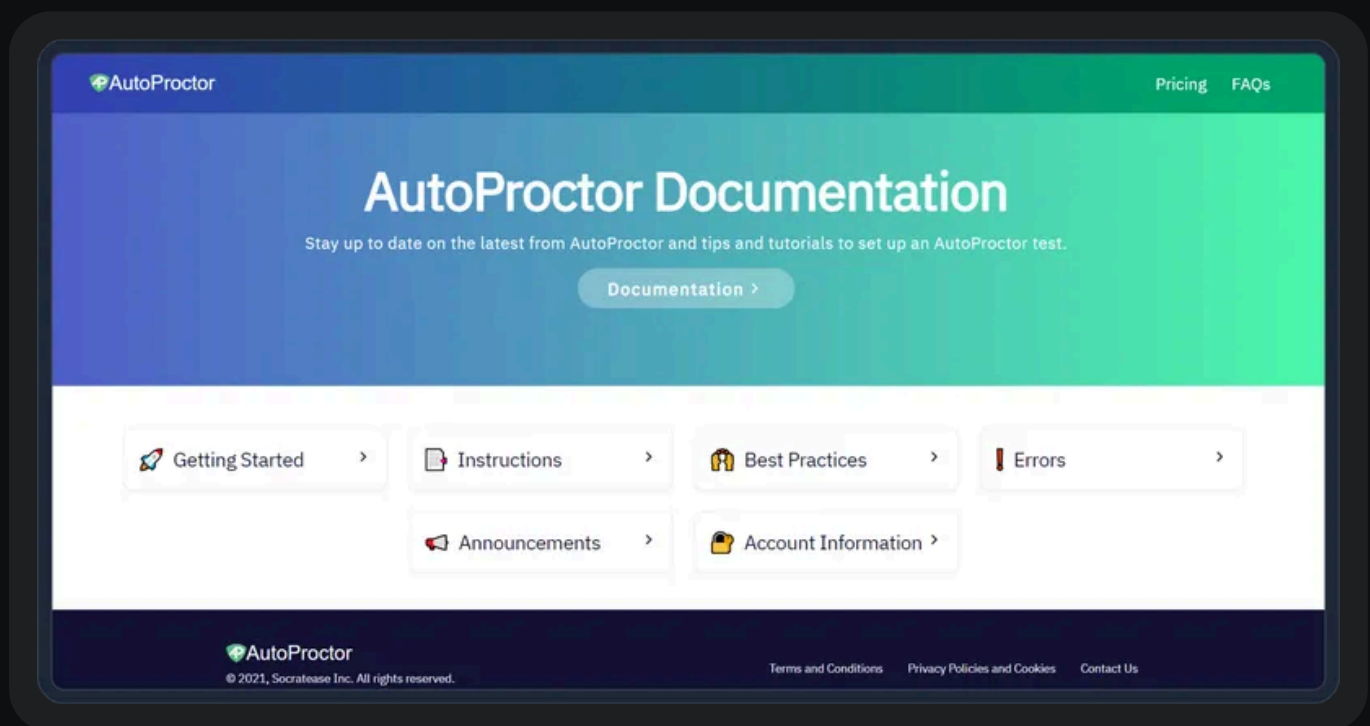 AutoProctor
Pricing FAQs
AutoProctor Documentation
Stay up to date on the latest from AutoProctor and tips and tutorials to set up an AutoProctor test.
Documentation >
Getting Started >
Instructions >
Best Practices >
Errors >
Announcements >
Account Information >
AutoProctor
© 2021, Socratease Inc. All rights reserved.
Terms and Conditions Privacy Policies and Cookies Contact Us